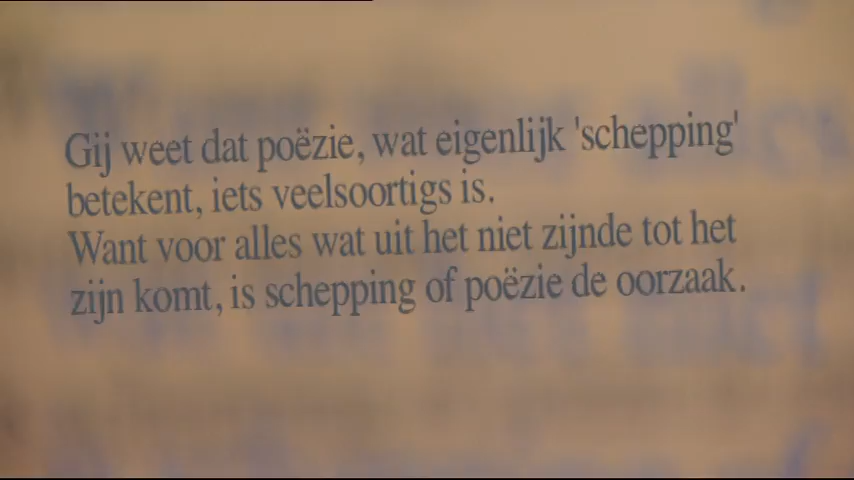 Gij weet dat poëzie, wat eigenlijk 'schepping'
betekent, iets veelsoortigs is.
Want voor alles wat uit het niet zijnde tot het
zijn komt, is schepping of poëzie de oorzaak.